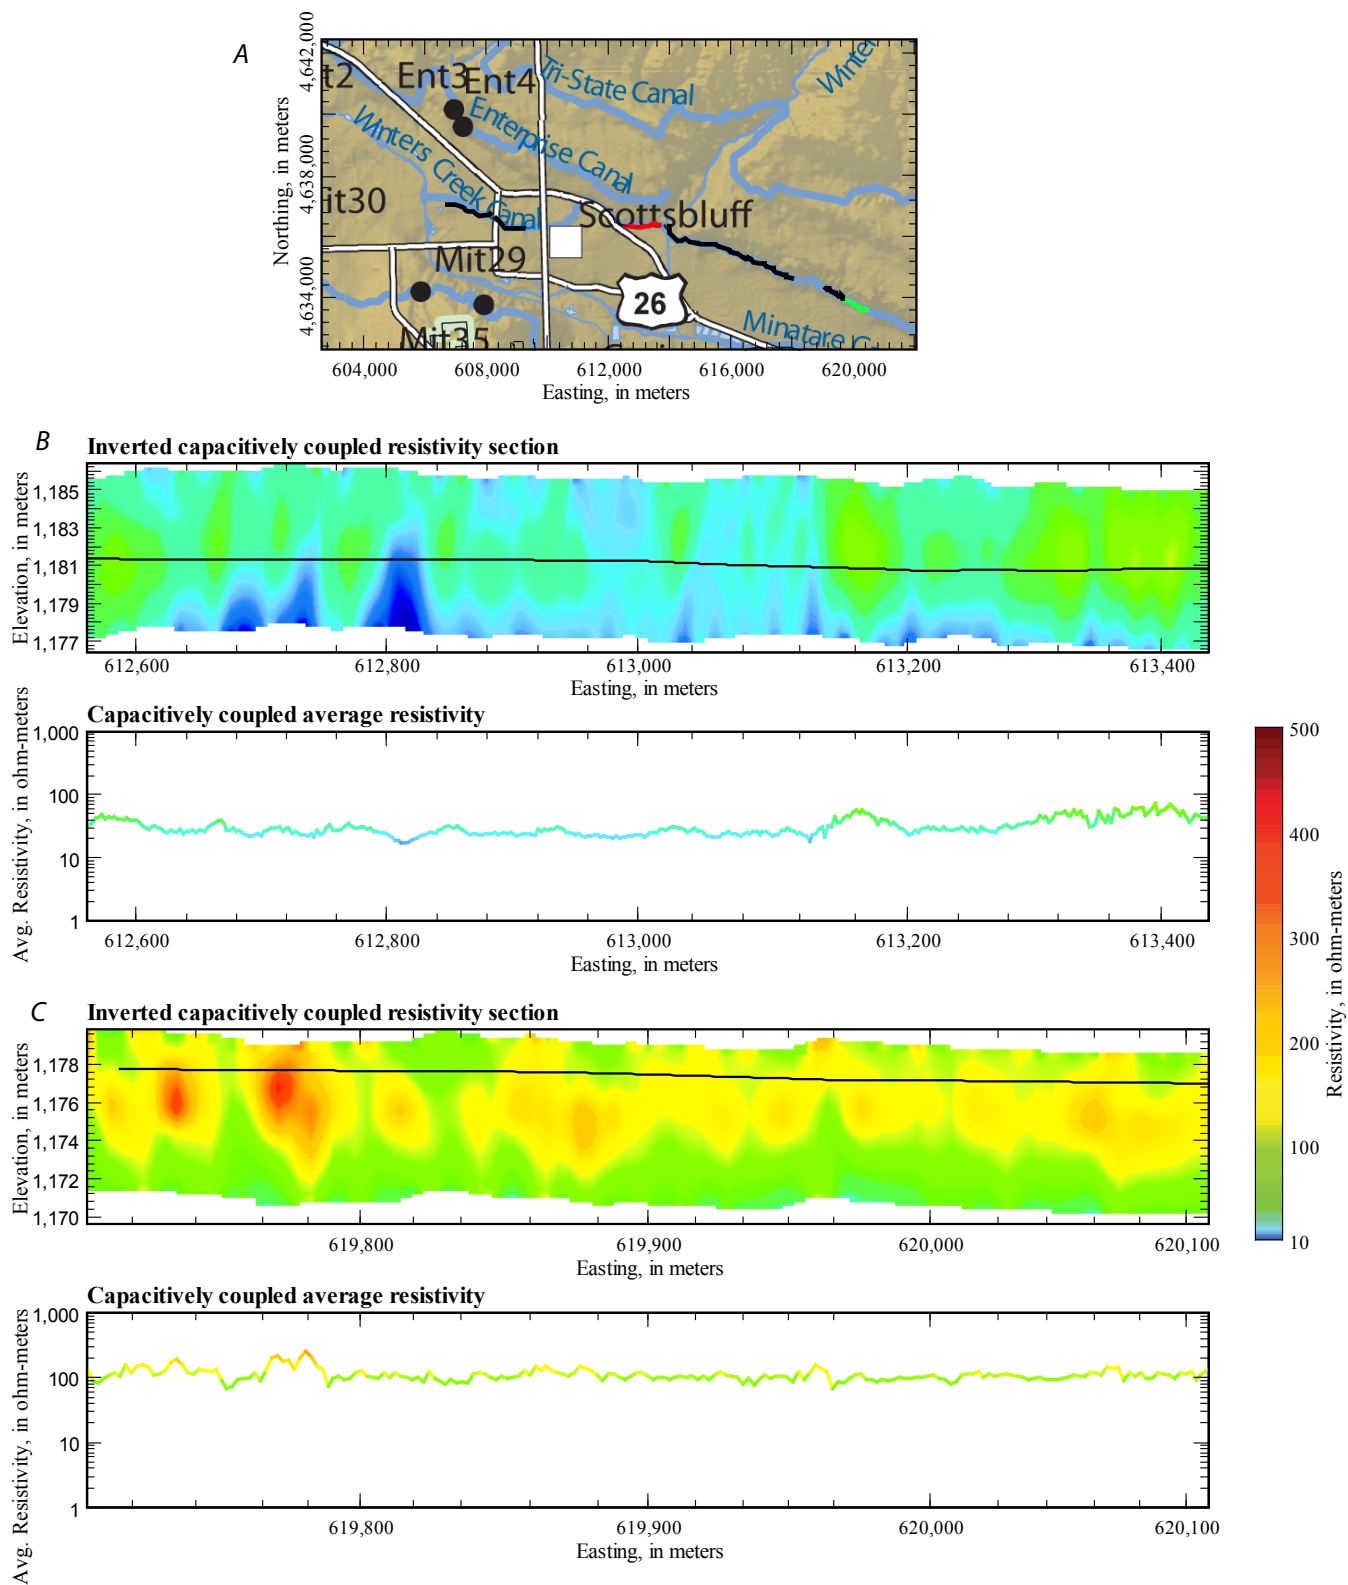 A
Northing, in meters
4,642,000
4,638,000
4,634,000
t2
Ent3
Ent4
Tri-State Canal
Winter
Enterprise Canal
Winters Creek Canal
it30
Scottsbluff
Mit29
26
Mit35
Minatare C
604,000
608,000
612,000
616,000
620,000
Easting, in meters
B
Inverted capacitively coupled resistivity section
Elevation, in meters
1,185
1,183
1,181
1,179
1,177
612,600
612,800
613,000
613,200
613,400
Easting, in meters
Capacitively coupled average resistivity
Avg. Resistivity, in ohm-meters
1,000
100
10
1
612,600
612,800
613,000
613,200
613,400
Easting, in meters
500
400
300
200
100
10
Resistivity, in ohm-meters
C
Inverted capacitively coupled resistivity section
Elevation, in meters
1,178
1,176
1,174
1,172
1,170
619,800
619,900
620,000
620,100
Easting, in meters
Capacitively coupled average resistivity
Avg. Resistivity, in ohm-meters
1,000
100
10
1
619,800
619,900
620,000
620,100
Easting, in meters